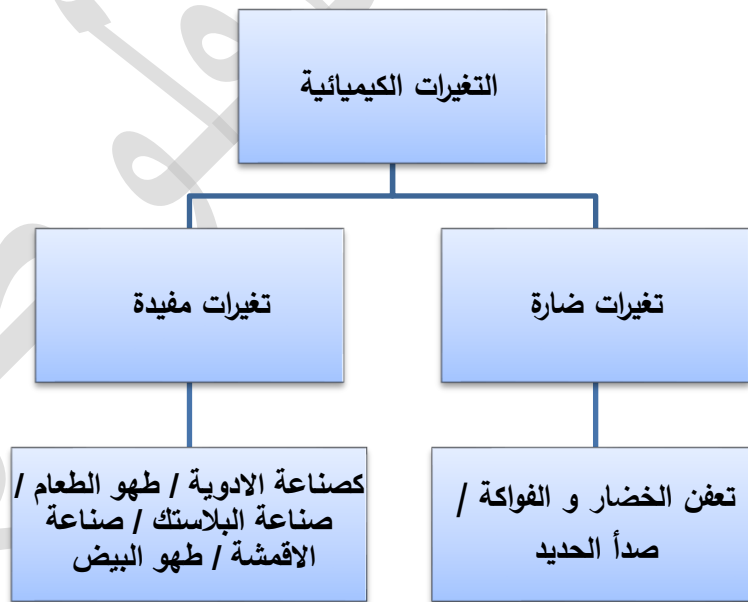 التغيرات الكيميائية
تغيرات ضارة
تغيرات مفيدة
تعفن الخضار و الفواكة /
صدأ الحديد
كصناعة الادوية / طهو الطعام /
صناعة البلاستك / صناعة
الاقمشة / طهو البيض